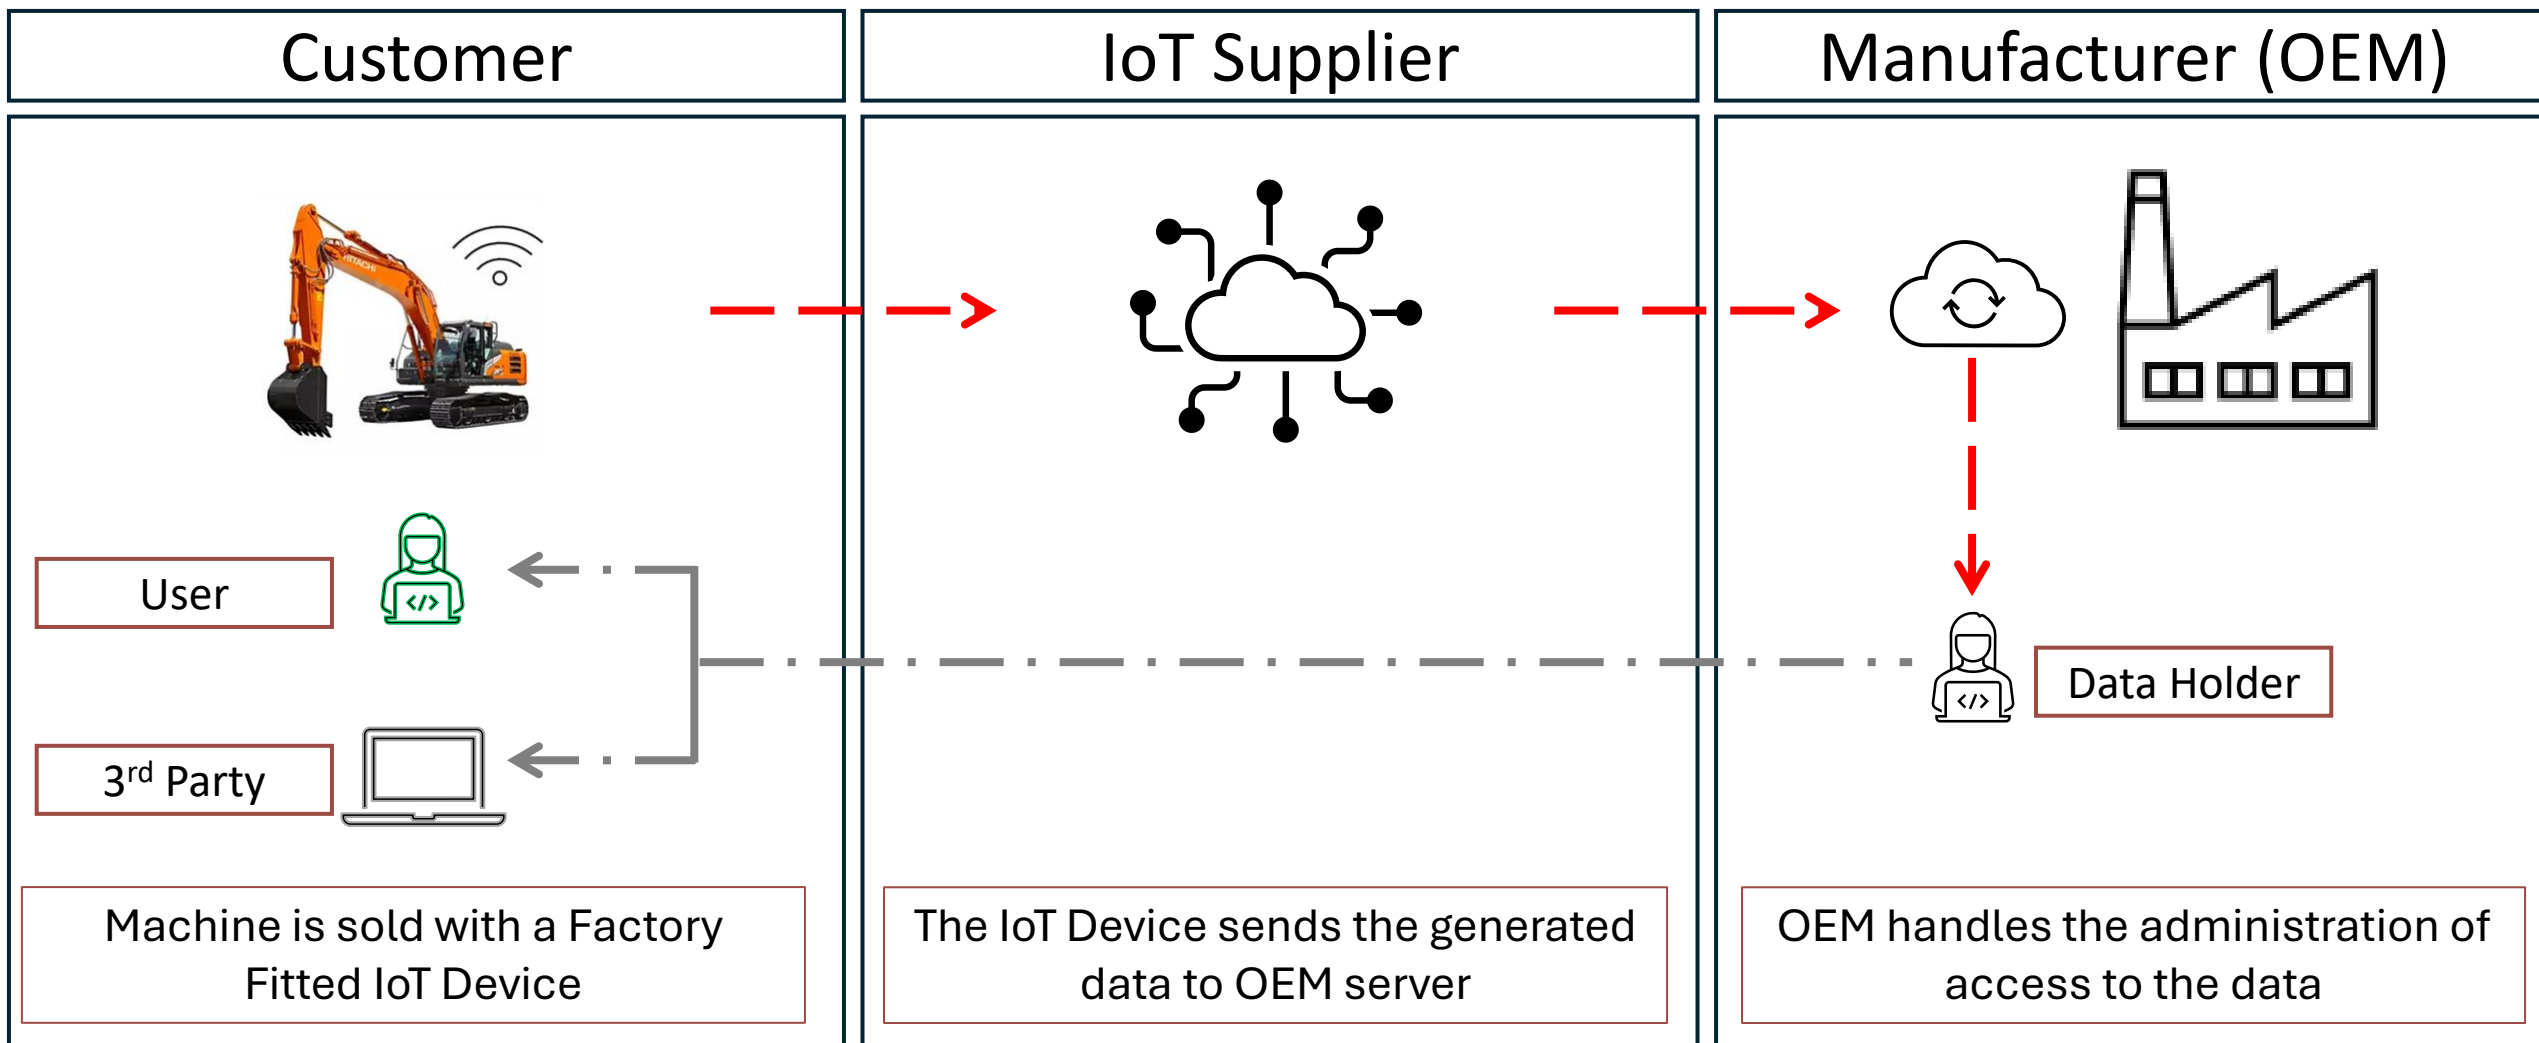 Customer
IoT Supplier
Manufacturer (OEM)
HITACHI
User
</>
</>
Data Holder
3rd Party
Machine is sold with a Factory
Fitted IoT Device
The IoT Device sends the generated
data to OEM server
OEM handles the administration of
access to the data